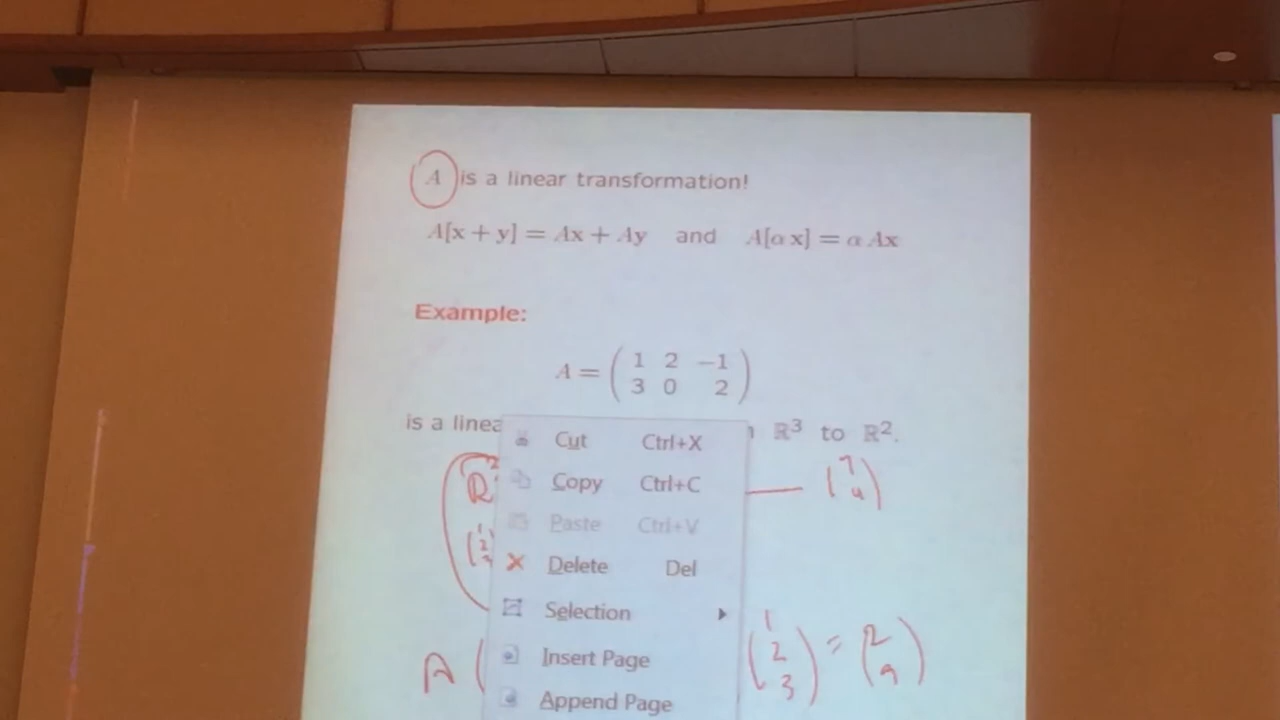 A is a linear transformation!
A[x + y] = Ax + Ay and A[α x] = α Ax
Example:
A = ( 1 2 −1
3 0 2 )
is a linea ℝ³ to ℝ².
Cut Ctrl+X
Copy Ctrl+C
Paste Ctrl+V
Delete Del
Selection
Insert Page
Append Page
ℝ
A ( ( 1 2 3 ) = ( 2 9 )